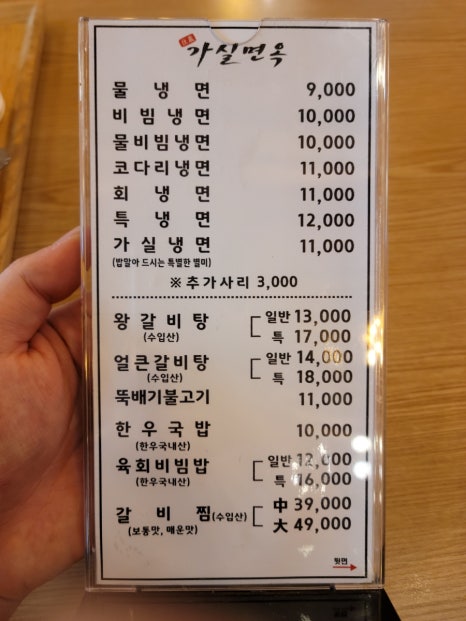 가실면옥
물냉면 9,000
비빔냉면 10,000
물비빔냉면 10,000
코다리냉면 11,000
회냉면 11,000
특냉면 12,000
가실냉면 11,000
(밥말아 드시는 특별한 별미)
※ 추가사리 3,000
왕갈비탕 일반 13,000
(수입산) 특 17,000
얼큰갈비탕 일반 14,000
(수입산) 특 18,000
뚝배기불고기 11,000
한우국밥 10,000
(한우국내산)
육회비빔밥 일반 12,000
(한우국내산) 특 16,000
갈비찜(수입산) 中 39,000
(보통맛, 매운맛) 大 49,000
뒷면